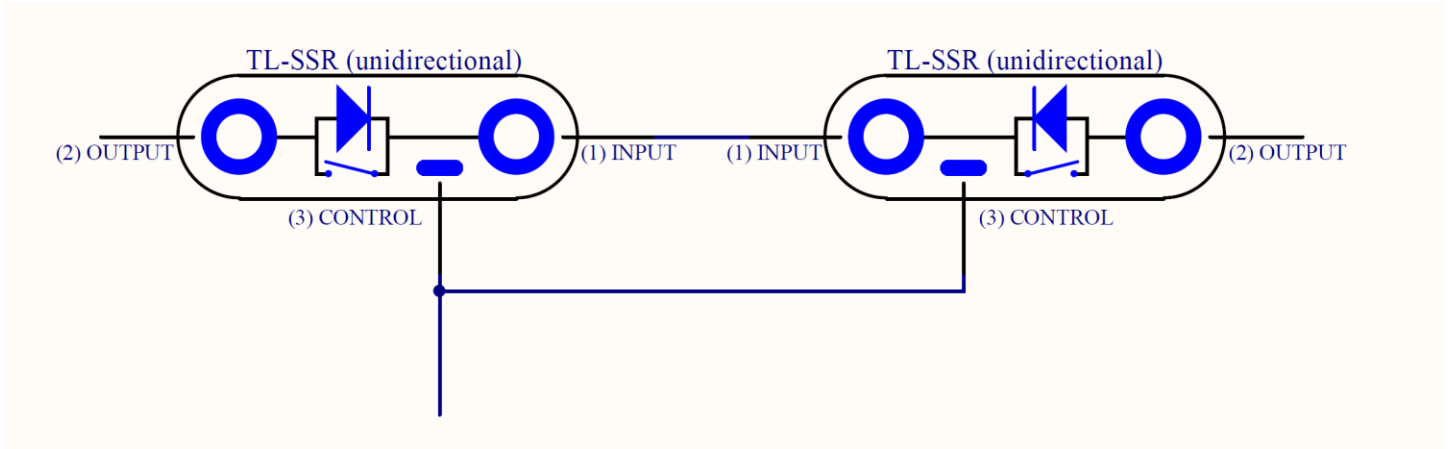 TL-SSR (unidirectional)
TL-SSR (unidirectional)
(2) OUTPUT
(1) INPUT
(1) INPUT
(2) OUTPUT
(3) CONTROL
(3) CONTROL